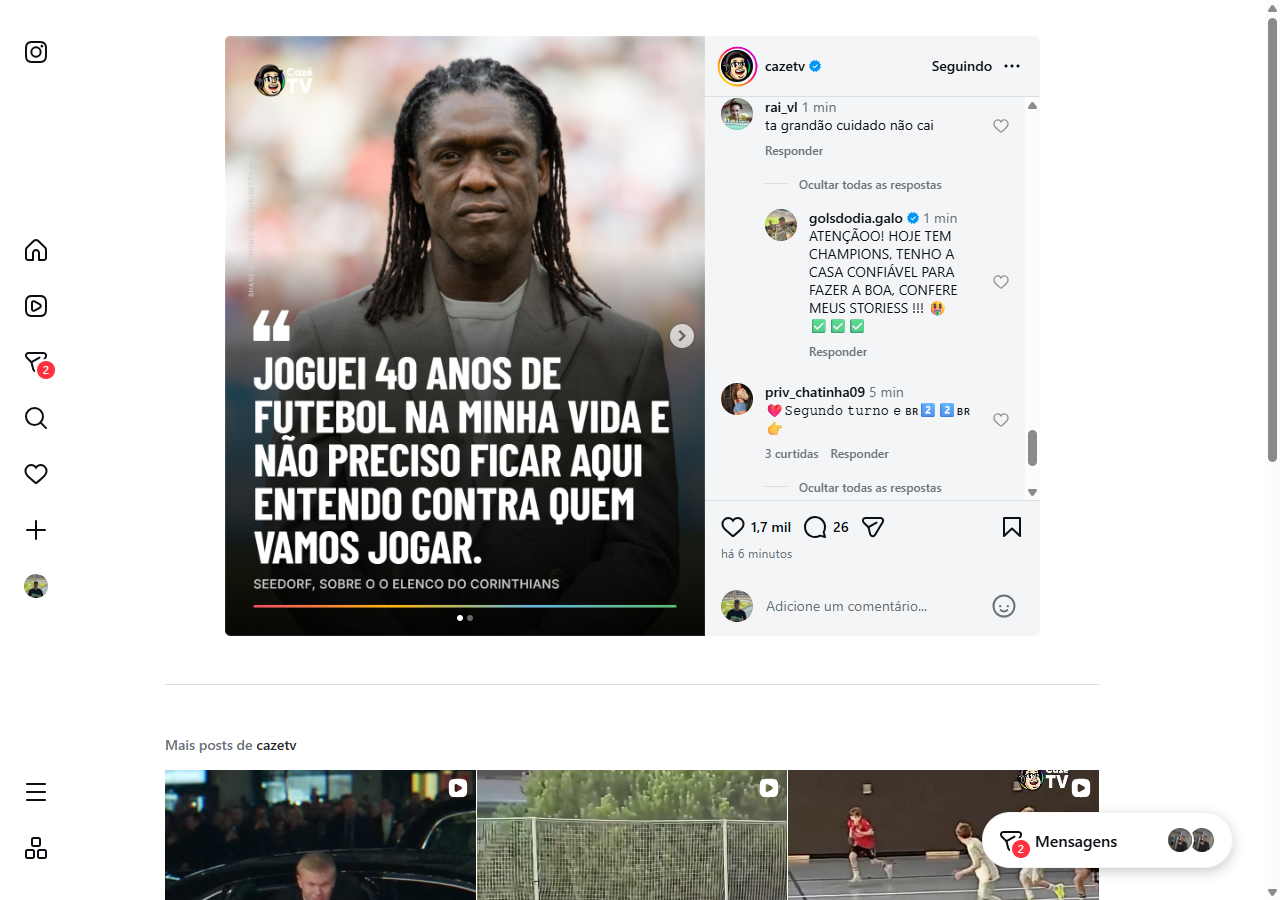 Cazé
TV
“
JOGUEI 40 ANOS DE
FUTEBOL NA MINHA VIDA E
NÃO PRECISO FICAR AQUI
ENTENDO CONTRA QUEM
VAMOS JOGAR.
SEEDORF, SOBRE O O ELENCO DO CORINTHIANS
cazetv
Seguindo
rai_vl 1 min
ta grandão cuidado não cai
Responder
Ocultar todas as respostas
golsdodia.galo 1 min
ATENÇÃOO! HOJE TEM
CHAMPIONS, TENHO A
CASA CONFIÁVEL PARA
FAZER A BOA, CONFERE
MEUS STORIESS !!! 🤑
✅ ✅ ✅
Responder
priv_chatinha09 5 min
❤️Segundo turno e ʙʀ2️⃣ 2️⃣ʙʀ
👉
3 curtidas Responder
Ocultar todas as respostas
1,7 mil 26
há 6 minutos
Adicione um comentário...
2
Mais posts de cazetv
Cazé
TV
2
Mensagens